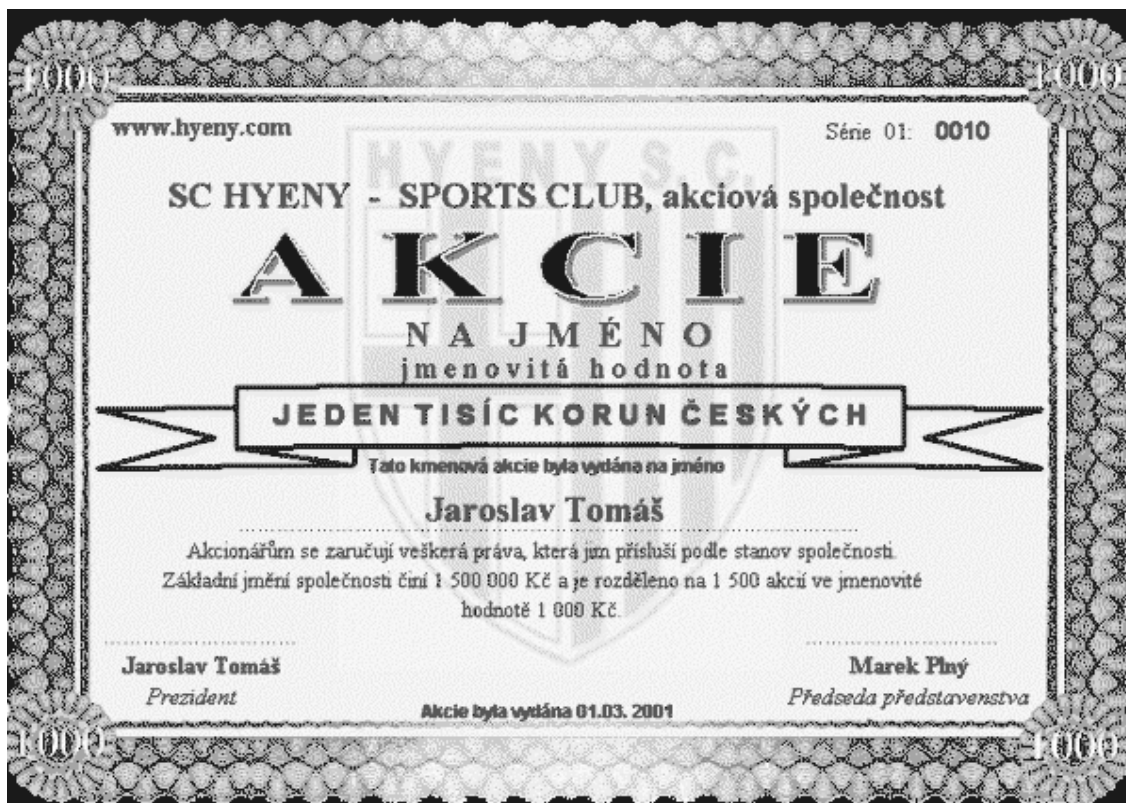 1000
1000
www.hyeny.com
Série 01: 0010
HYENY S. C.
SC HYENY - SPORTS CLUB, akciová společnost
AKCIE
NA JMÉNO
jmenovitá hodnota
JEDEN TISÍC KORUN ČESKÝCH
Tato kmenová akcie byla vydána na jméno
Jaroslav Tomáš
Akcionářům se zaručují veškerá práva, která jim přísluší podle stanov společnosti.
Základní jmění společnosti činí 1 500 000 Kč a je rozděleno na 1 500 akcií ve jmenovité
hodnotě 1 000 Kč.
Jaroslav Tomáš
Prezident
Marek Plný
Předseda představenstva
Akcie byla vydána 01.03. 2001
1000
1000